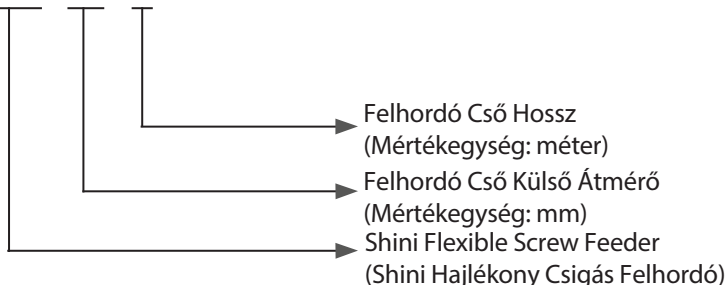 Felhordó Cső Hossz
(Mértékegység: méter)
Felhordó Cső Külső Átmérő
(Mértékegység: mm)
Shini Flexible Screw Feeder
(Shini Hajlékony Csigás Felhordó)